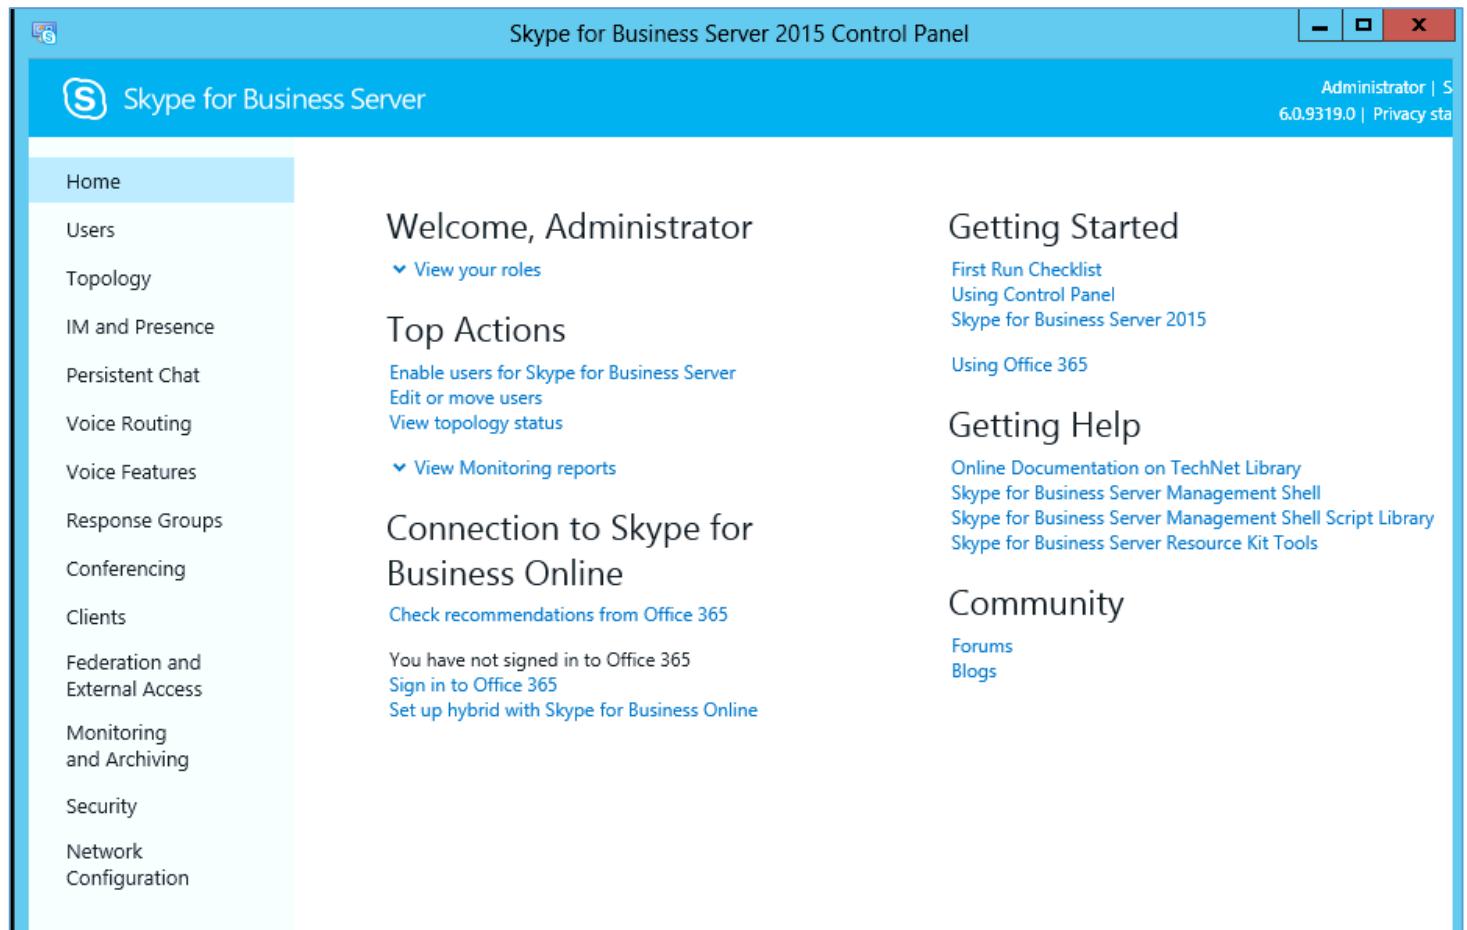 Skype for Business Server 2015 Control Panel
Skype for Business Server
Administrator |
6.0.9319.0 | Privacy
Home
Users
Topology
IM and Presence
Persistent Chat
Voice Routing
Voice Features
Response Groups
Conferencing
Clients
Federation and
External Access
Monitoring
and Archiving
Security
Network
Configuration
Welcome, Administrator
View your roles
Top Actions
Enable users for Skype for Business Server
Edit or move users
View topology status
View Monitoring reports
Connection to Skype for
Business Online
Check recommendations from Office 365
You have not signed in to Office 365
Sign in to Office 365
Set up hybrid with Skype for Business Online
Getting Started
First Run Checklist
Using Control Panel
Skype for Business Server 2015
Using Office 365
Getting Help
Online Documentation on TechNet Library
Skype for Business Server Management Shell
Skype for Business Server Management Shell Script Library
Skype for Business Server Resource Kit Tools
Community
Forums
Blogs